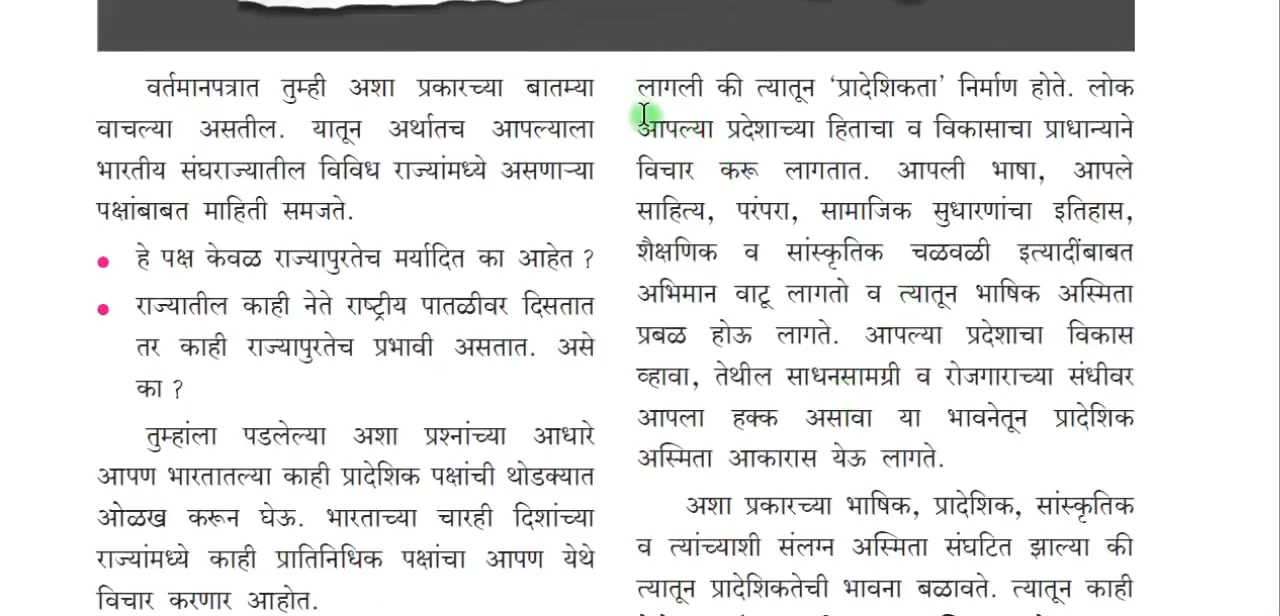 वर्तमानपत्रात तुम्ही अशा प्रकारच्या बातम्या
वाचल्या असतील. यातून अर्थातच आपल्याला
भारतीय संघराज्यातील विविध राज्यांमध्ये असणाऱ्या
पक्षांबाबत माहिती समजते.
• हे पक्ष केवळ राज्यापुरतेच मर्यादित का आहेत ?
• राज्यातील काही नेते राष्ट्रीय पातळीवर दिसतात
तर काही राज्यापुरतेच प्रभावी असतात. असे
का ?
तुम्हांला पडलेल्या अशा प्रश्नांच्या आधारे
आपण भारतातल्या काही प्रादेशिक पक्षांची थोडक्यात
ओळख करून घेऊ. भारताच्या चारही दिशांच्या
राज्यांमध्ये काही प्रातिनिधिक पक्षांचा आपण येथे
विचार करणार आहोत.
लागली की त्यातून ‘प्रादेशिकता’ निर्माण होते. लोक
आपल्या प्रदेशाच्या हिताचा व विकासाचा प्राधान्याने
विचार करू लागतात. आपली भाषा, आपले
साहित्य, परंपरा, सामाजिक सुधारणांचा इतिहास,
शैक्षणिक व सांस्कृतिक चळवळी इत्यादींबाबत
अभिमान वाटू लागतो व त्यातून भाषिक अस्मिता
प्रबळ होऊ लागते. आपल्या प्रदेशाचा विकास
व्हावा, तेथील साधनसामग्री व रोजगाराच्या संधीवर
आपला हक्क असावा या भावनेतून प्रादेशिक
अस्मिता आकारास येऊ लागते.
अशा प्रकारच्या भाषिक, प्रादेशिक, सांस्कृतिक
व त्यांच्याशी संलग्न अस्मिता संघटित झाल्या की
त्यातून प्रादेशिकतेची भावना बळावते. त्यातून काही